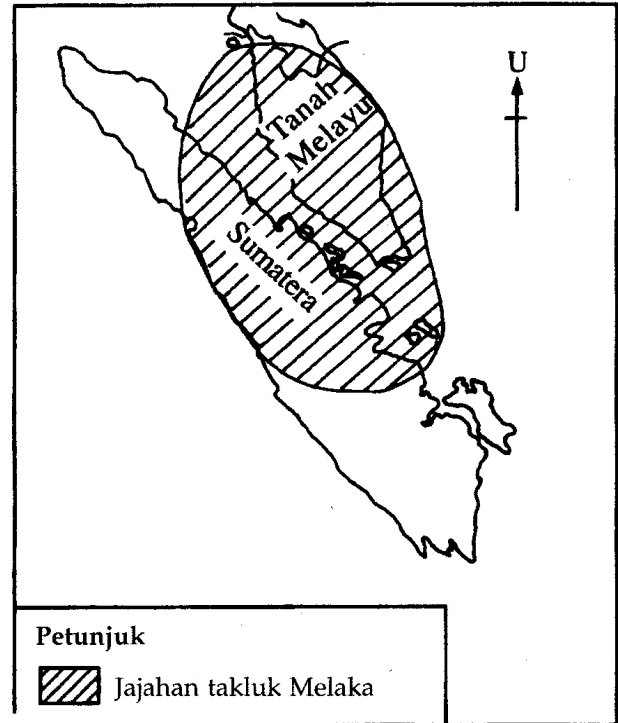 U
Tanah
Melayu
Sumatera
Petunjuk
Jajahan takluk Melaka